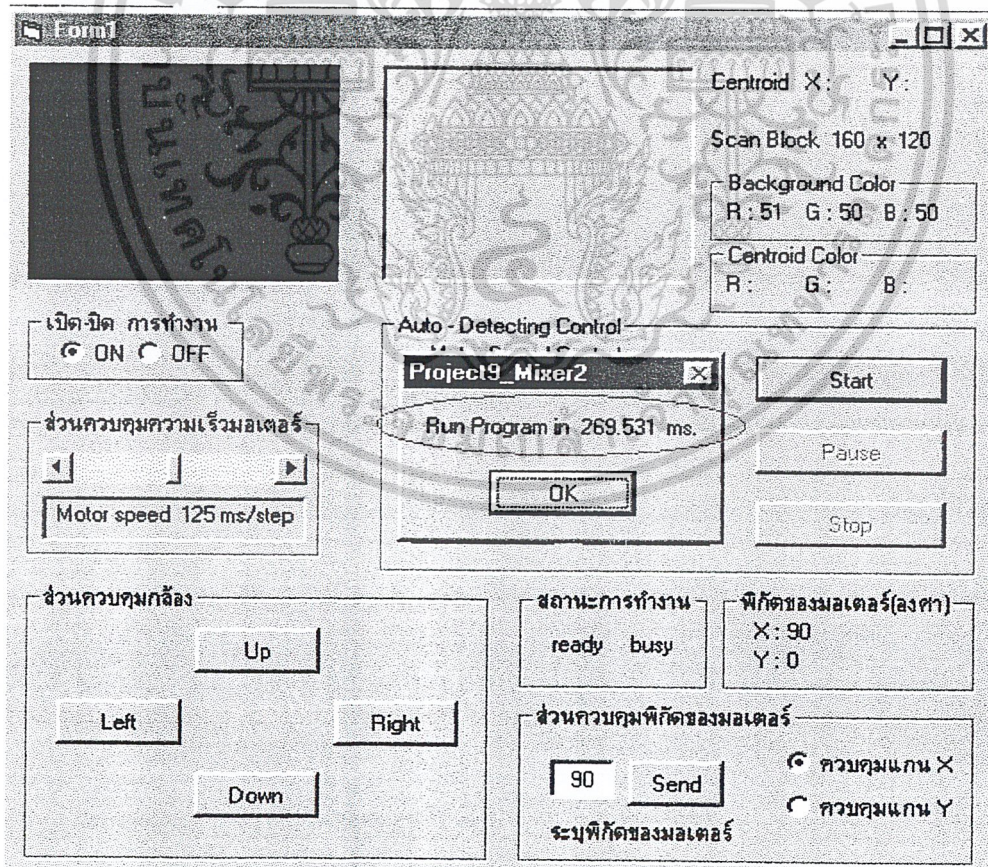 Form1
Centroid X: Y:
Scan Block 160 x 120
Background Color
R: 51 G: 50 B: 50
Centroid Color
R: G: B:
เปิด-ปิด การทำงาน
ON OFF
Auto - Detecting Control
Project9_Mixer2
Run Program in 269.531 ms.
OK
Start
Pause
Stop
ส่วนควบคุมความเร็วมอเตอร์
Motor speed 125 ms/step
ส่วนควบคุมกล้อง
Up
Left Right
Down
สถานะการทำงาน
ready busy
พิกัดของมอเตอร์(องศา)
X: 90
Y: 0
ส่วนควบคุมพิกัดของมอเตอร์
90 Send
ระบุพิกัดของมอเตอร์
ควบคุมแกน X
ควบคุมแกน Y